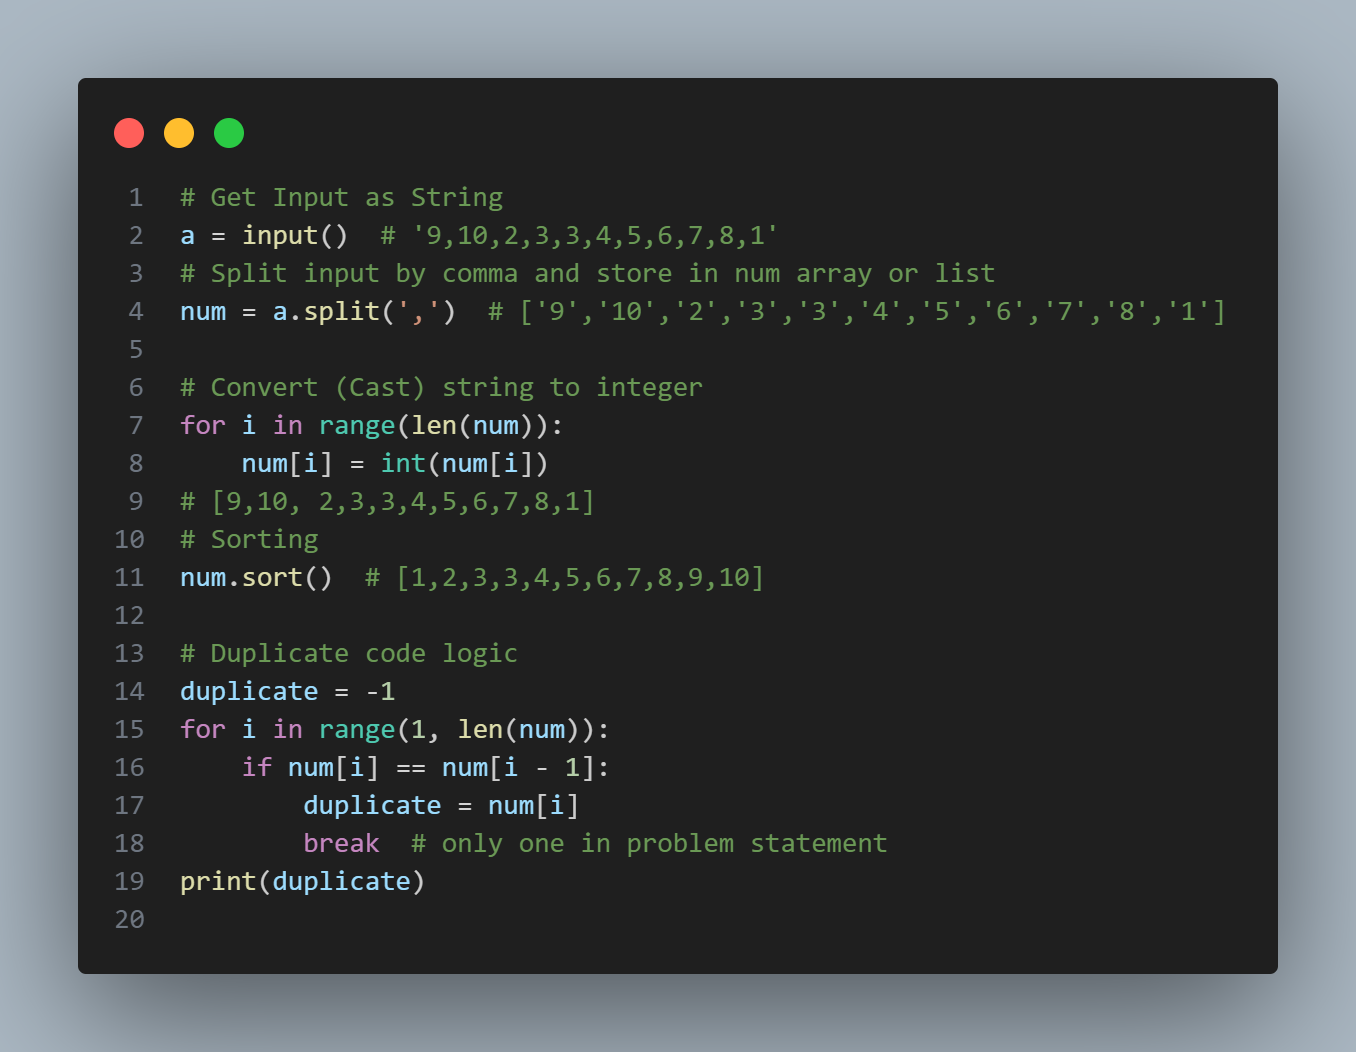 1 # Get Input as String
2 a = input()  # '9,10,2,3,3,4,5,6,7,8,1'
3 # Split input by comma and store in num array or list
4 num = a.split(',')  # ['9','10','2','3','3','4','5','6','7','8','1']
5
6 # Convert (Cast) string to integer
7 for i in range(len(num)):
8     num[i] = int(num[i])
9 # [9,10, 2,3,3,4,5,6,7,8,1]
10 # Sorting
11 num.sort()  # [1,2,3,3,4,5,6,7,8,9,10]
12
13 # Duplicate code logic
14 duplicate = -1
15 for i in range(1, len(num)):
16     if num[i] == num[i - 1]:
17         duplicate = num[i]
18         break  # only one in problem statement
19 print(duplicate)
20